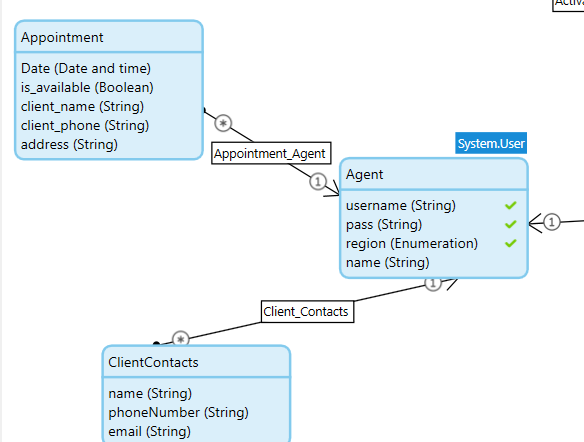 Activa
Appointment
Date (Date and time)
is_available (Boolean)
client_name (String)
client_phone (String)
address (String)
*
Appointment_Agent
1
System.User
Agent
username (String)
pass (String)
region (Enumeration)
name (String)
1
1
Client_Contacts
*
ClientContacts
name (String)
phoneNumber (String)
email (String)